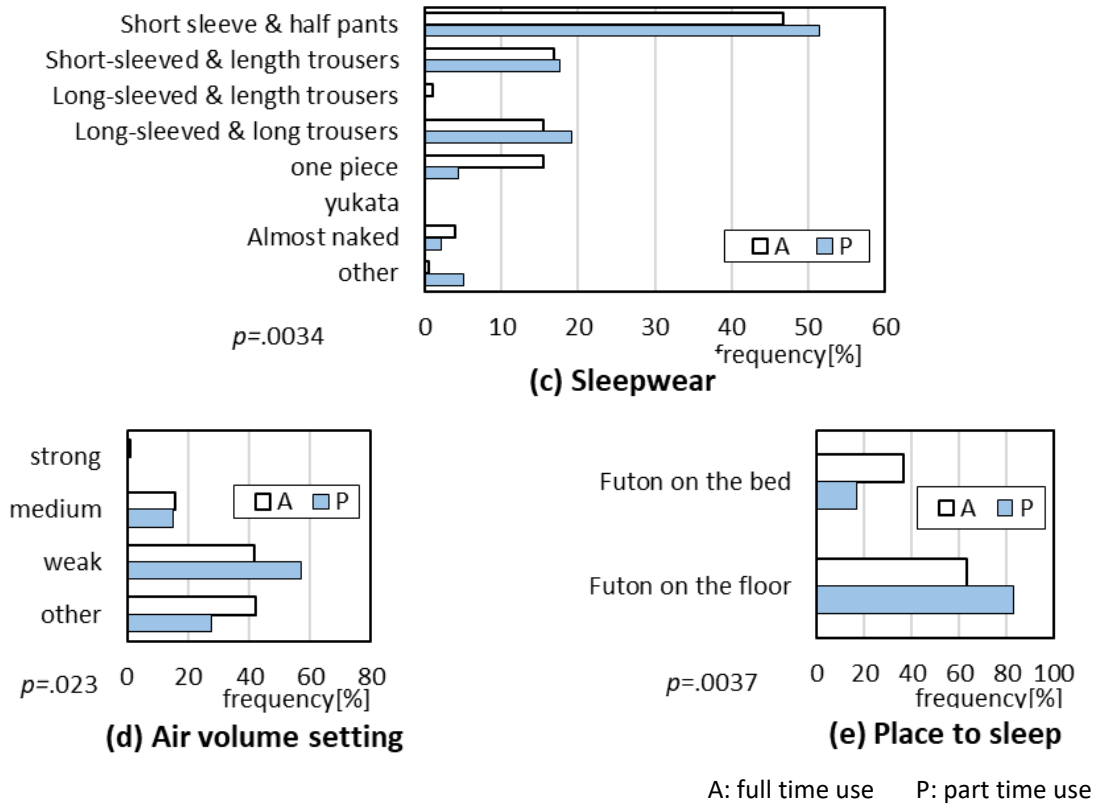 Short sleeve & half pants
Short-sleeved & length trousers
Long-sleeved & length trousers
Long-sleeved & long trousers
one piece
yukata
Almost naked
other
A P
0 10 20 30 40 50 60
p=.0034
frequency[%]
(c) Sleepwear
strong
medium
weak
other
A P
0 20 40 60 80
p=.023
frequency[%]
(d) Air volume setting
Futon on the bed
Futon on the floor
A P
0 20 40 60 80 100
p=.0037
frequency[%]
(e) Place to sleep
A: full time use P: part time use